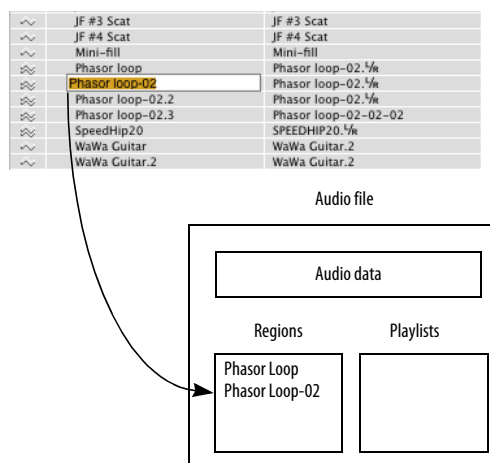 JF #3 Scat JF #3 Scat
JF #4 Scat JF #4 Scat
Mini-fill Mini-fill
Phasor loop Phasor loop-02.L/R
Phasor loop-02 Phasor loop-02.L/R
Phasor loop-02.2 Phasor loop-02.L/R
Phasor loop-02.3 Phasor loop-02-02-02
SpeedHip20 SPEEDHIP20.L/R
WaWa Guitar WaWa Guitar.2
WaWa Guitar.2 WaWa Guitar.2
Audio file
Audio data
Regions Playlists
Phasor Loop
Phasor Loop-02